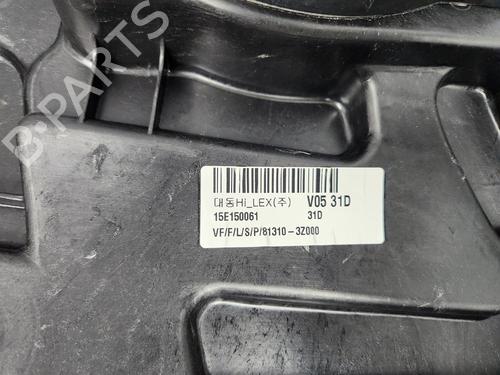 B-PARTS
대동Hi_LEX(주) V05 31D
15E150061 31D
VF/F/L/S/P/81310-3Z000